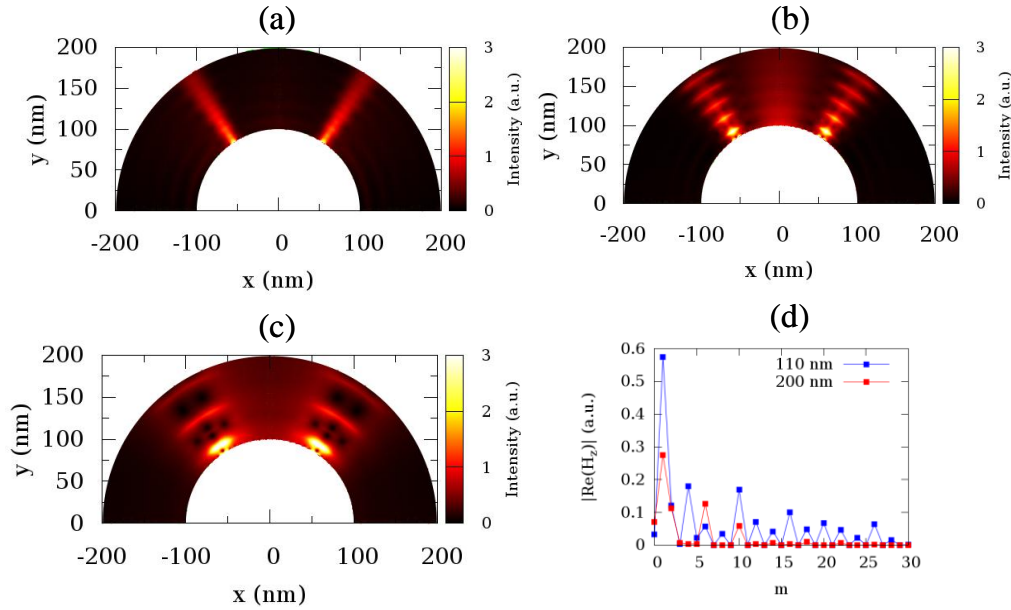 (a)
200
150
100
50
0
y (nm)
-200 -100 0 100 200
x (nm)
3
2
1
0
Intensity (a.u.)
(b)
200
150
100
50
0
y (nm)
-200 -100 0 100 200
x (nm)
3
2
1
0
Intensity (a.u.)
(c)
200
150
100
50
0
y (nm)
-200 -100 0 100 200
x (nm)
3
2
1
0
Intensity (a.u.)
(d)
0.6
0.5
0.4
0.3
0.2
0.1
0
|Re(H_z)| (a.u.)
110 nm
200 nm
0 5 10 15 20 25 30
m